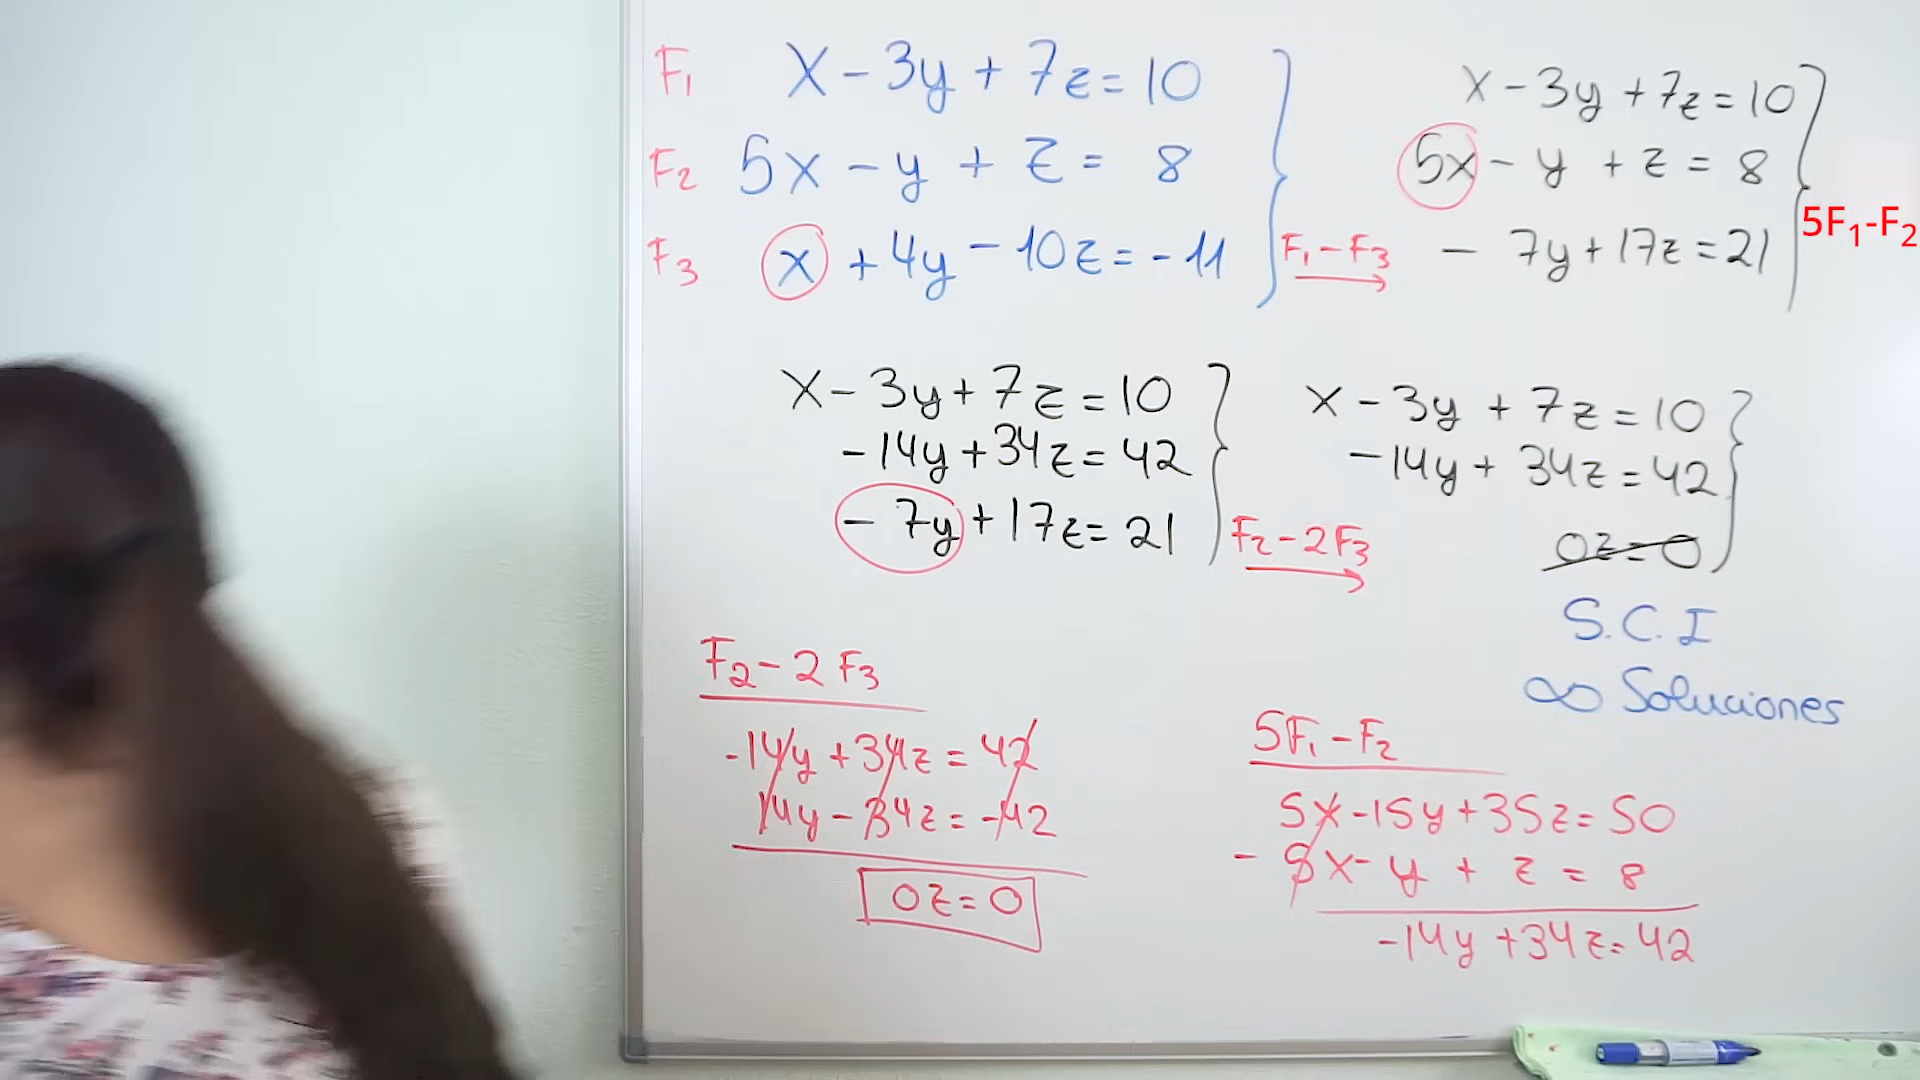 F₁ x - 3y + 7z = 10
F₂ 5x - y + z = 8
F₃ x + 4y - 10z = -11
F₁ - F₃
x - 3y + 7z = 10
5x - y + z = 8
- 7y + 17z = 21
5F₁-F₂
x - 3y + 7z = 10
-14y + 34z = 42
- 7y + 17z = 21
F₂ - 2F₃
x - 3y + 7z = 10
-14y + 34z = 42
0z = 0
S.C.I
∞ Soluciones
F₂ - 2F₃
-14y + 34z = 42
14y - 34z = -42
0z = 0
5F₁ - F₂
5x - 15y + 35z = 50
- 5x - y + z = 8
-14y + 34z = 42